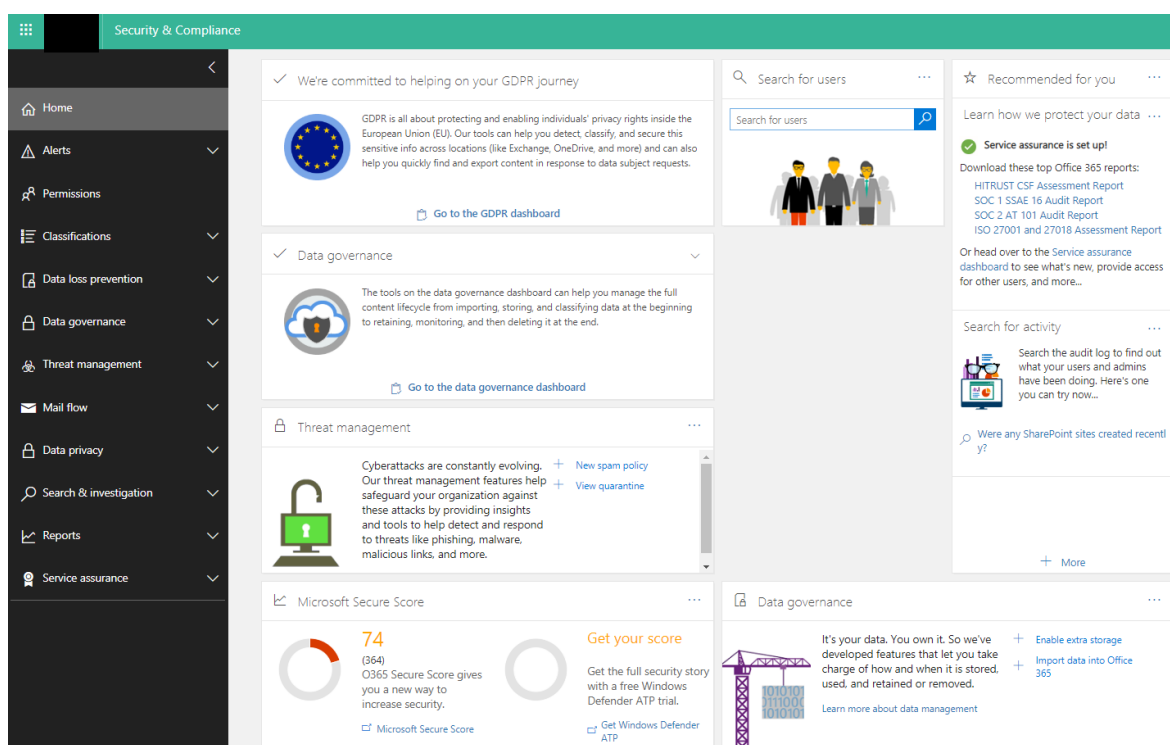 Security & Compliance
Home
Alerts
Permissions
Classifications
Data loss prevention
Data governance
Threat management
Mail flow
Data privacy
Search & investigation
Reports
Service assurance
We're committed to helping on your GDPR journey
GDPR is all about protecting and enabling individuals' privacy rights inside the
European Union (EU). Our tools can help you detect, classify, and secure this
sensitive info across locations (like Exchange, OneDrive, and more) and can also
help you quickly find and export content in response to data subject requests.
Go to the GDPR dashboard
Data governance
The tools on the data governance dashboard can help you manage the full
content lifecycle from importing, storing, and classifying data at the beginning
to retaining, monitoring, and then deleting it at the end.
Go to the data governance dashboard
Threat management
Cyberattacks are constantly evolving.
Our threat management features help
safeguard your organization against
these attacks by providing insights
and tools to help detect and respond
to threats like phishing, malware,
malicious links, and more.
New spam policy
View quarantine
Microsoft Secure Score
74
(364)
O365 Secure Score gives
you a new way to
increase security.
Microsoft Secure Score
Get your score
Get the full security story
with a free Windows
Defender ATP trial.
Get Windows Defender
ATP
Search for users
Search for users
Recommended for you
Learn how we protect your data
Service assurance is set up!
Download these top Office 365 reports:
HITRUST CSF Assessment Report
SOC 1 SSAE 16 Audit Report
SOC 2 AT 101 Audit Report
ISO 27001 and 27018 Assessment Report
Or head over to the Service assurance
dashboard to see what's new, provide access
for other users, and more...
Search for activity
Search the audit log to find out
what your users and admins
have been doing. Here's one
you can try now...
Were any SharePoint sites created recentl
y?
More
Data governance
It's your data. You own it. So we've
developed features that let you take
charge of how and when it is stored,
used, and retained or removed.
Learn more about data management
Enable extra storage
Import data into Office
365
1010101
0111000
1010101